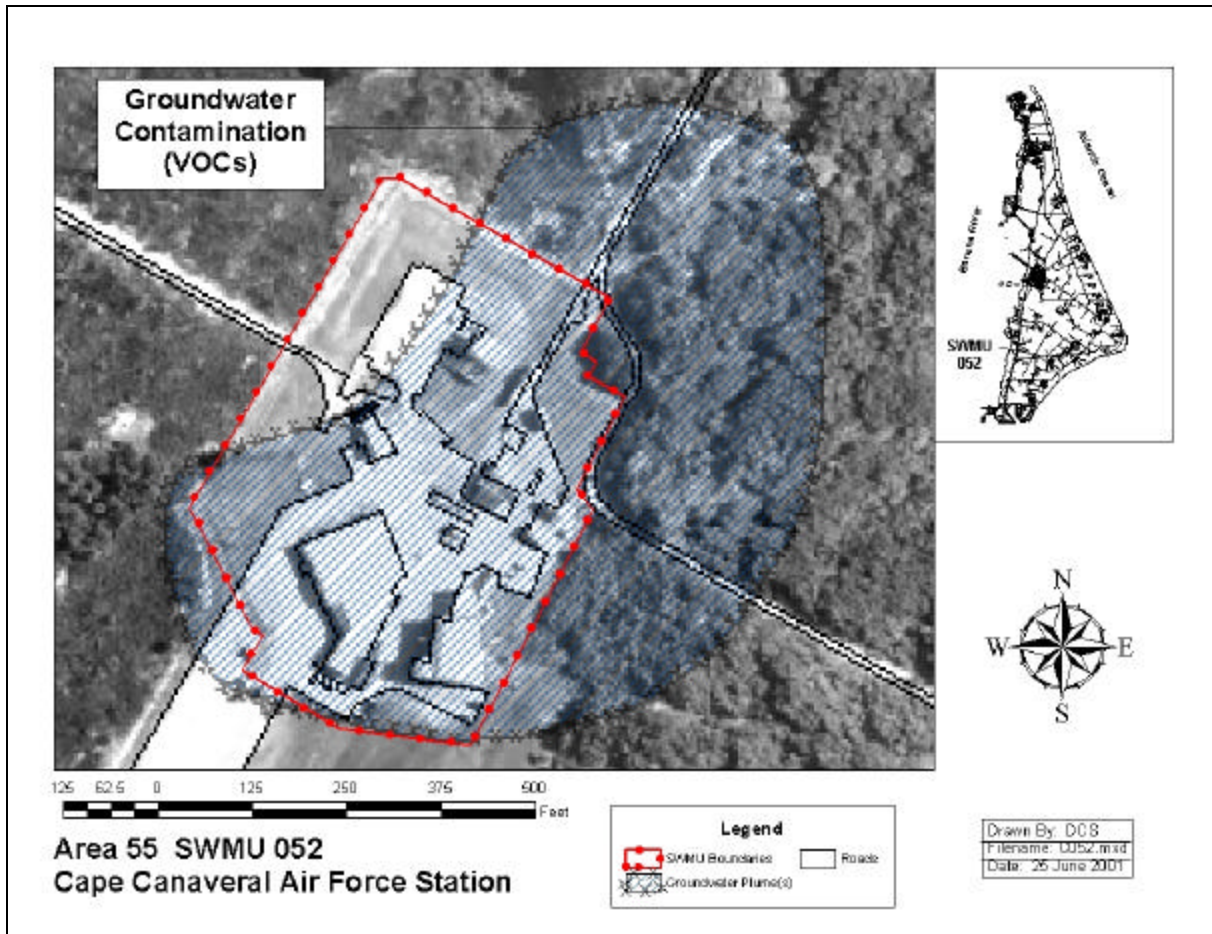 Groundwater
Contamination
(VOCs)
SWMU
052
N
W E
S
125 62.5 0 125 250 375 500
Feet
Area 55 SWMU 052
Cape Canaveral Air Force Station
Legend
SWMU Boundaries Roads
Groundwater Plume(s)
Drawn By: DCS
Filename: C052.mxd
Date: 25 June 2001